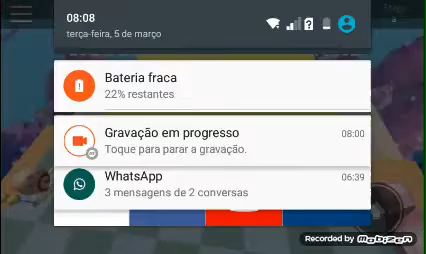 08:08
terça-feira, 5 de março
Bateria fraca
22% restantes
Gravação em progresso
08:00
Toque para parar a gravação.
WhatsApp
06:39
3 mensagens de 2 conversas
Recorded by Mobizen